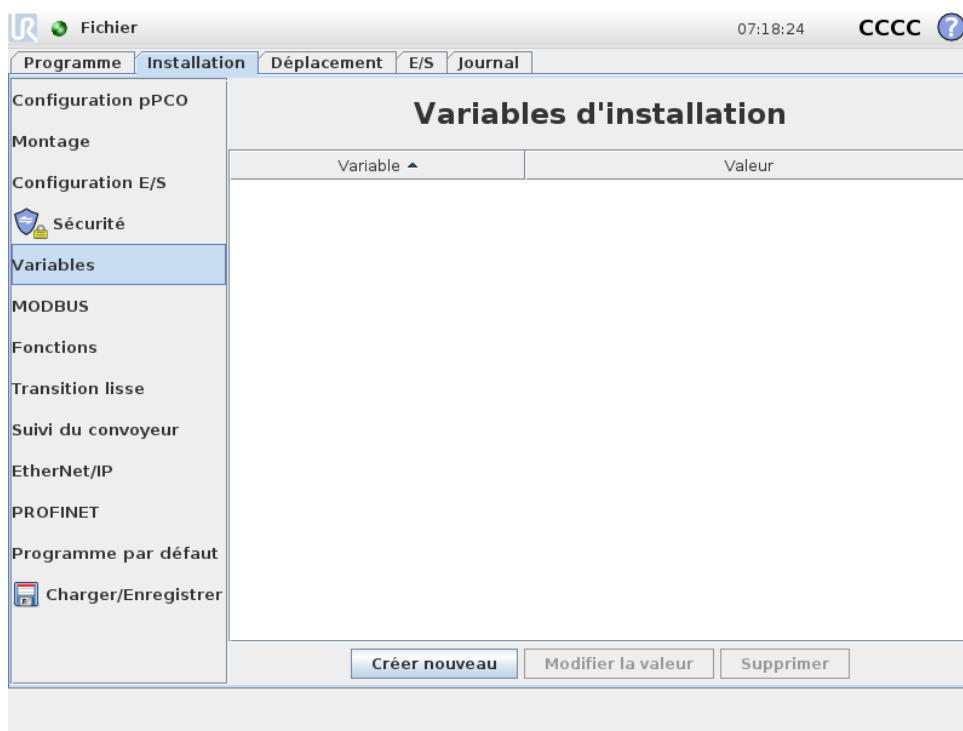 UR Fichier 07:18:24 CCCC ?
Programme Installation Déplacement E/S Journal
Configuration pPCO
Montage
Configuration E/S
Sécurité
Variables
MODBUS
Fonctions
Transition lisse
Suivi du convoyeur
EtherNet/IP
PROFINET
Programme par défaut
Charger/Enregistrer
Variables d'installation
Variable Valeur
Créer nouveau Modifier la valeur Supprimer